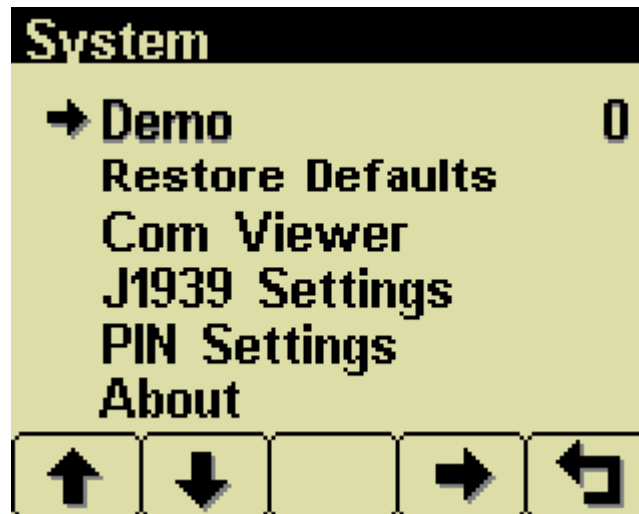 System
Demo 0
Restore Defaults
Com Viewer
J1939 Settings
PIN Settings
About